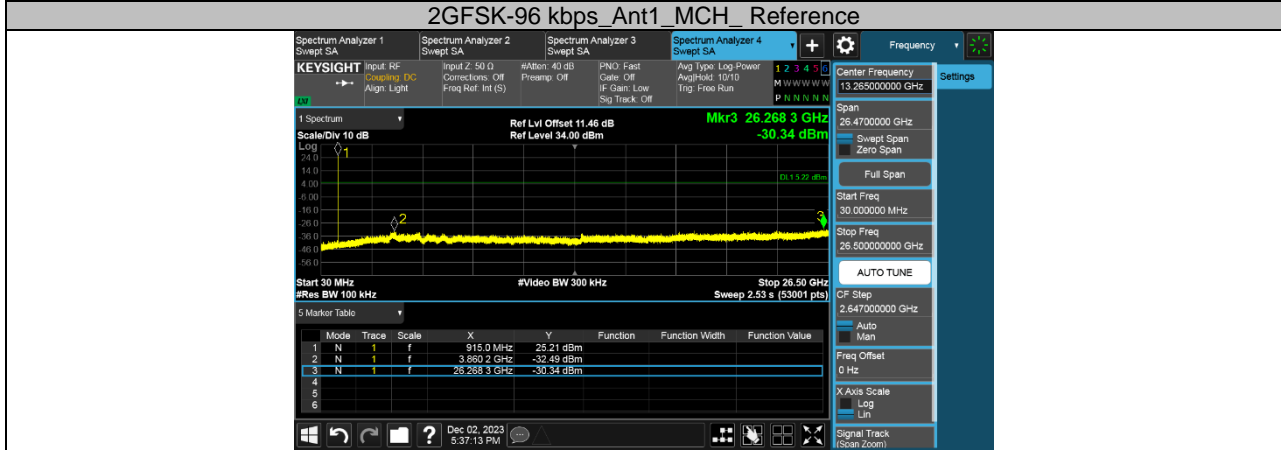 2GFSK-96 kbps_Ant1_MCH_ Reference
Spectrum Analyzer 1 Swept SA
Spectrum Analyzer 2 Swept SA
Spectrum Analyzer 3 Swept SA
Spectrum Analyzer 4 Swept SA
Frequency
KEYSIGHT
Input: RF
Coupling: DC
Align: Light
Input Z: 50 Ω
Corrections: Off
Freq Ref: Int (S)
#Atten: 40 dB
Preamp: Off
PNO: Fast
Gate: Off
IF Gain: Low
Sig Track: Off
Avg Type: Log-Power
Avg|Hold: 10/10
Trig: Free Run
1 2 3 4 5 6
M W W W W W
P N N N N N
LXI
1 Spectrum
Scale/Div 10 dB
Ref Lvl Offset 11.46 dB
Ref Level 34.00 dBm
Mkr3 26.268 3 GHz
-30.34 dBm
Log
24.0
14.0
4.00
-6.00
-16.0
-26.0
-36.0
-46.0
-56.0
1
2
3
DL1 5.22 dBm
Start 30 MHz
#Res BW 100 kHz
#Video BW 300 kHz
Stop 26.50 GHz
Sweep 2.53 s (53001 pts)
5 Marker Table
Mode Trace Scale X Y Function Function Width Function Value
1 N 1 f 915.0 MHz 25.21 dBm
2 N 1 f 3.860 2 GHz -32.49 dBm
3 N 1 f 26.268 3 GHz -30.34 dBm
4
5
6
Dec 02, 2023
5:37:13 PM
Center Frequency
13.265000000 GHz
Settings
Span
26.4700000 GHz
Swept Span
Zero Span
Full Span
Start Freq
30.000000 MHz
Stop Freq
26.500000000 GHz
AUTO TUNE
CF Step
2.647000000 GHz
Auto
Man
Freq Offset
0 Hz
X Axis Scale
Log
Lin
Signal Track
(Span Zoom)